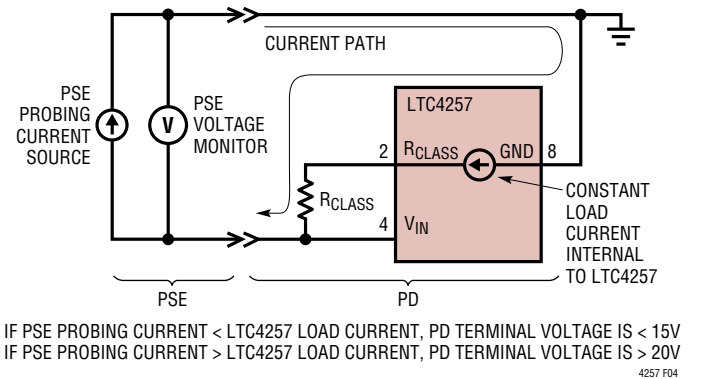 CURRENT PATH
PSE
PROBING
CURRENT
SOURCE
V
PSE
VOLTAGE
MONITOR
LTC4257
2
RCLASS
GND
8
RCLASS
4
VIN
CONSTANT
LOAD
CURRENT
INTERNAL
TO LTC4257
PSE
PD
IF PSE PROBING CURRENT < LTC4257 LOAD CURRENT, PD TERMINAL VOLTAGE IS < 15V
IF PSE PROBING CURRENT > LTC4257 LOAD CURRENT, PD TERMINAL VOLTAGE IS > 20V
4257 F04